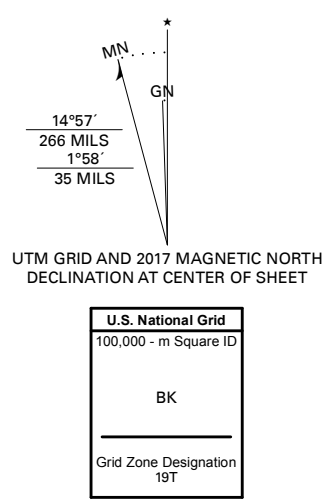 ★
MN
GN
14°57´
266 MILS
1°58´
35 MILS
UTM GRID AND 2017 MAGNETIC NORTH
DECLINATION AT CENTER OF SHEET
U.S. National Grid
100,000 - m Square ID
BK
Grid Zone Designation
19T